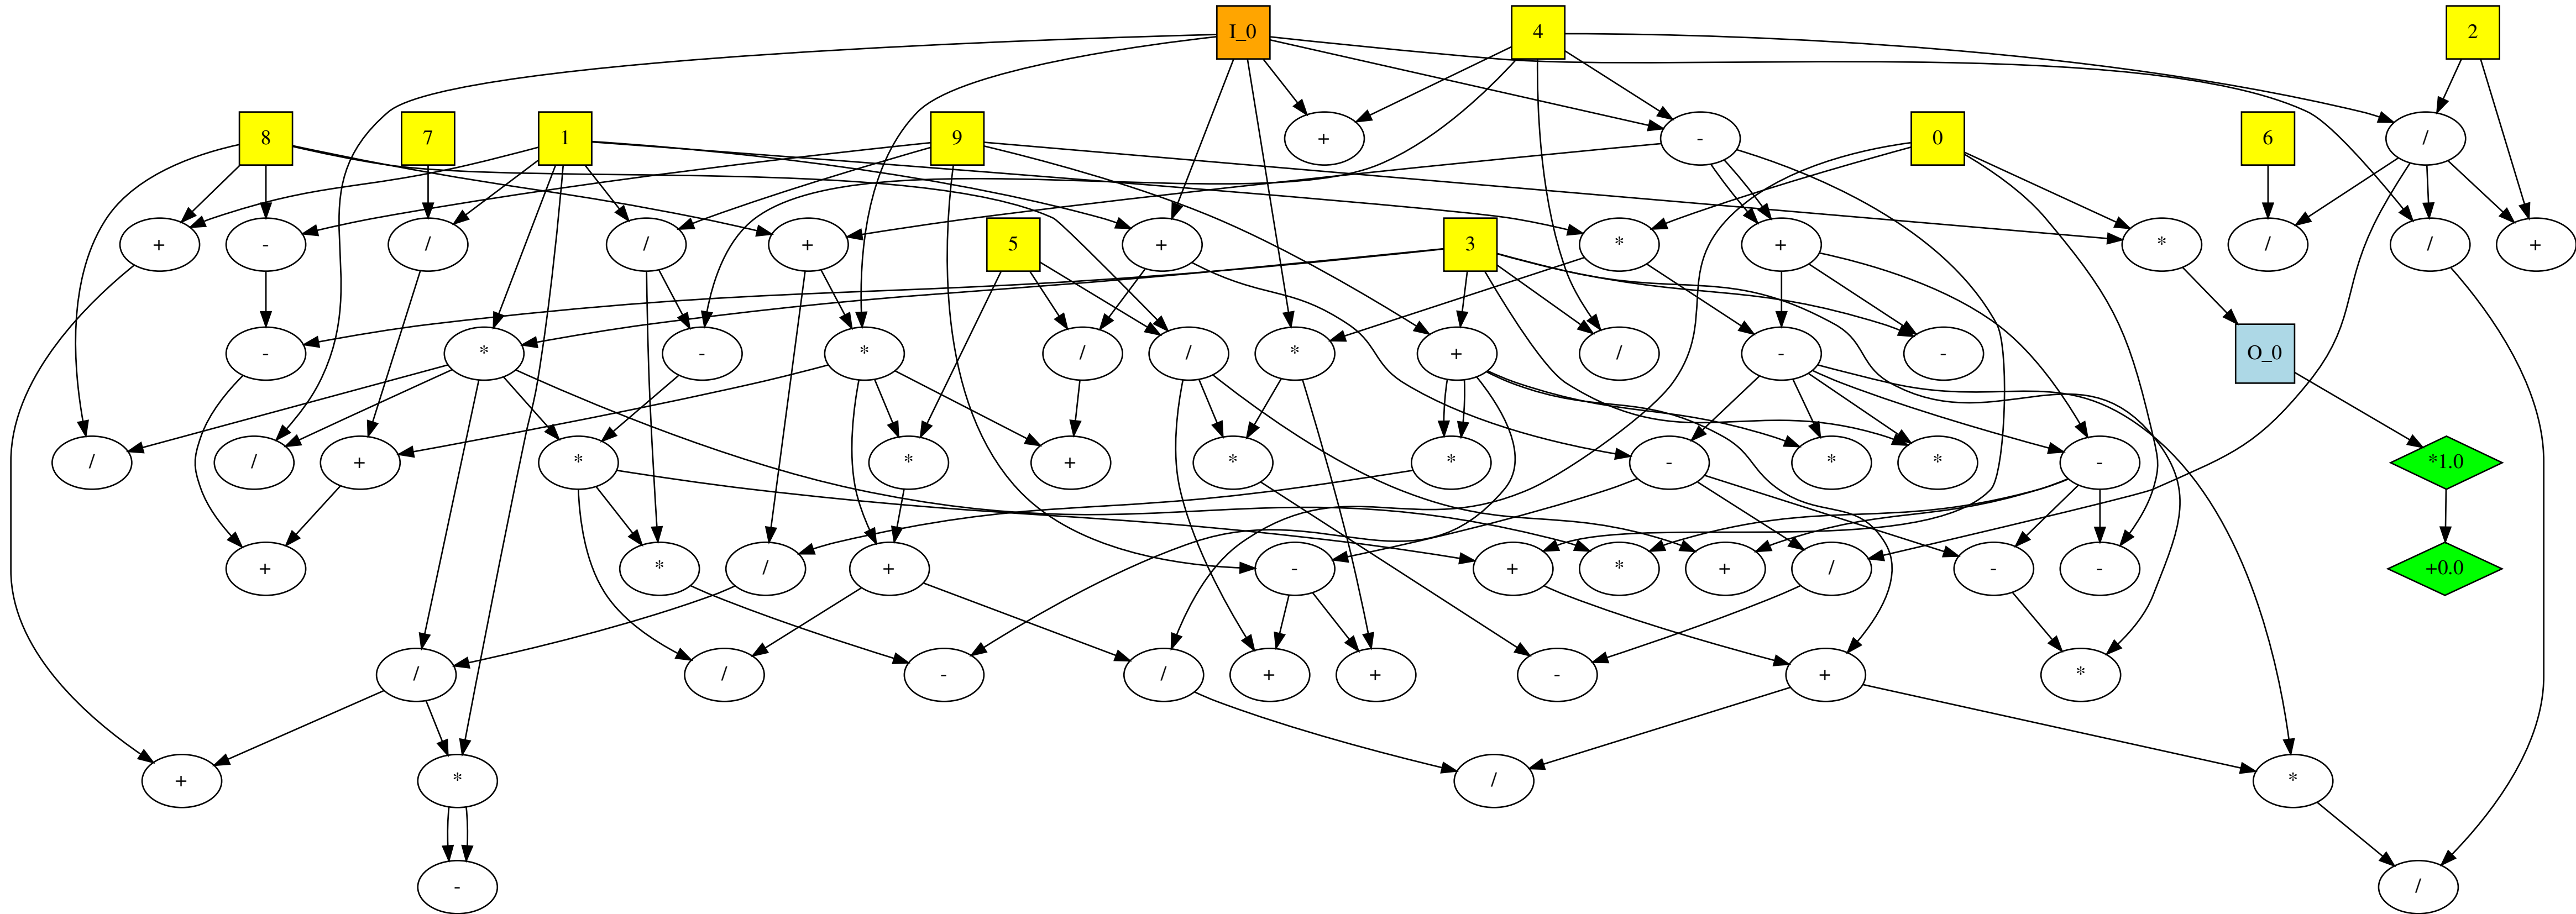 I_0 4 2
8 7 1 9 + - 0 6 /
+ - / / + 5 + 3 * + * / / +
- * - * / / * + / - - O_0
/ / + * * + * * - * * - *1.0
+ * / + - + * + / - - +0.0
/ / - / + + - + *
+ * / *
- /